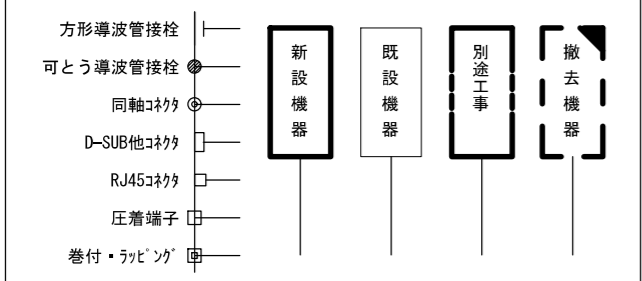 方形導波管接栓
可とう導波管接栓
同軸ｺﾈｸﾀ
D-SUB他ｺﾈｸﾀ
RJ45ｺﾈｸﾀ
圧着端子
巻付・ﾗｯﾋﾟﾝｸﾞ
新設機器
既設機器
別途工事
撤去機器